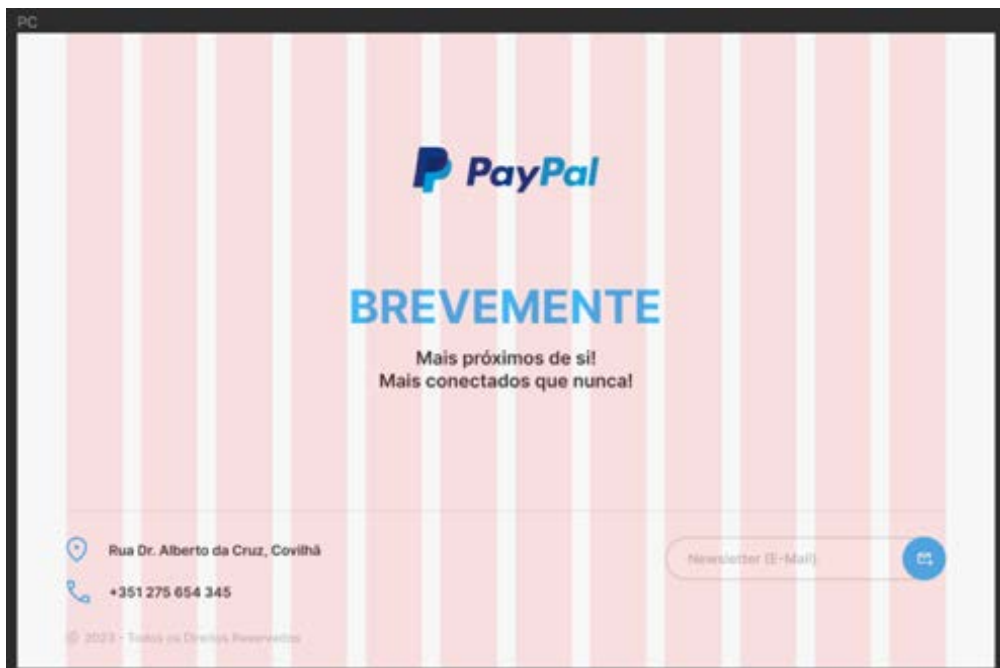 PC
PayPal
BREVEMENTE
Mais próximos de si!
Mais conectados que nunca!
Rua Dr. Alberto da Cruz, Covilhã
Newsletter (E-Mail)
+351 275 654 345
© 2023 - Todos os Direitos Reservados